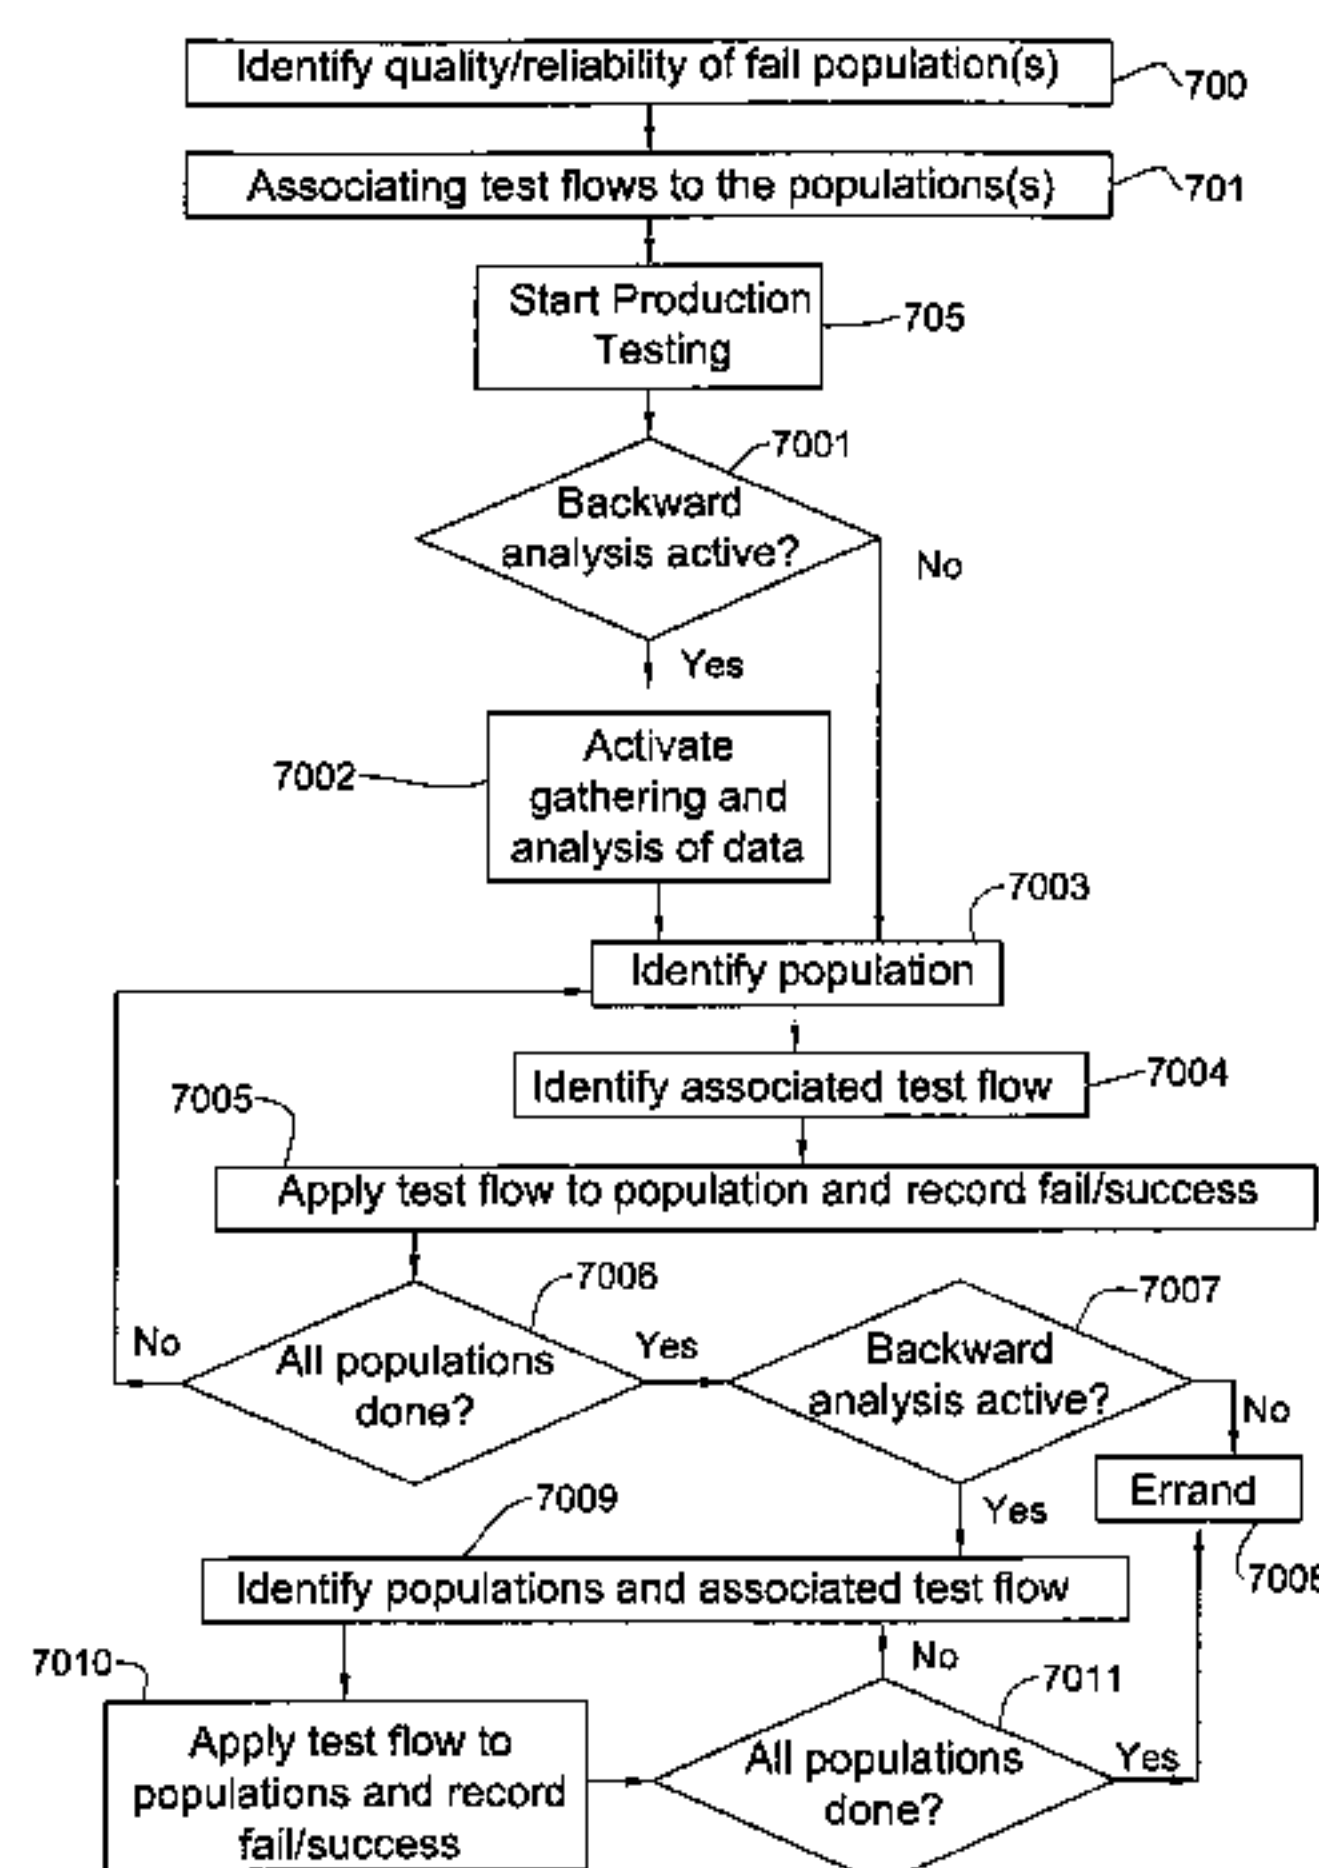 Identify quality/reliability of fail population(s)
700
Associating test flows to the populations(s)
701
Start Production
Testing
705
7001
Backward
analysis active?
No
Yes
7002
Activate
gathering and
analysis of data
7003
Identify population
Identify associated test flow
7004
7005
Apply test flow to population and record fail/success
7006
7007
No
All populations
done?
Yes
Backward
analysis active?
No
Errand
7009
Yes
Identify populations and associated test flow
7010
No
7011
Apply test flow to
populations and record
fail/success
All populations
done?
Yes